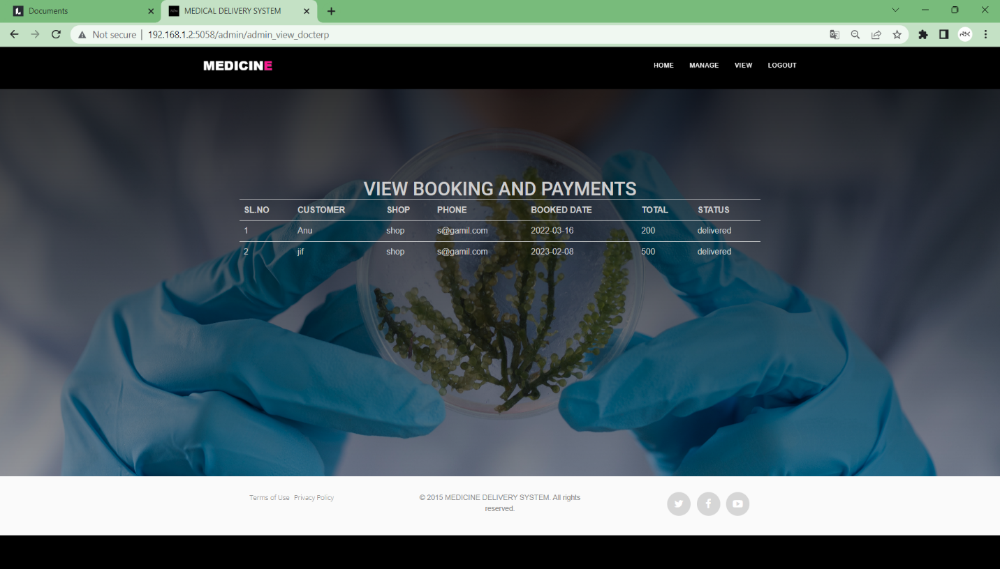 Documents
MEDICAL DELIVERY SYSTEM
Not secure | 192.168.1.2:5058/admin/admin_view_docterp
MEDICINE
HOME MANAGE VIEW LOGOUT
VIEW BOOKING AND PAYMENTS
SL.NO CUSTOMER SHOP PHONE BOOKED DATE TOTAL STATUS
1 Anu shop s@gamil.com 2022-03-16 200 delivered
2 jif shop s@gamil.com 2023-02-08 500 delivered
Terms of Use Privacy Policy
© 2015 MEDICINE DELIVERY SYSTEM. All rights
reserved.